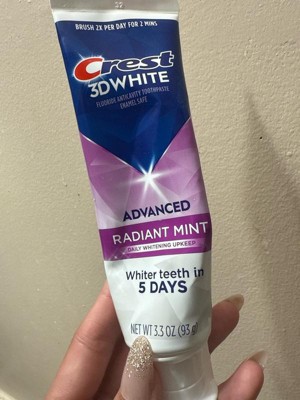 BRUSH 2X PER DAY FOR 2 MINS
Crest
3DWHITE
FLUORIDE ANTICAVITY TOOTHPASTE
ENAMEL SAFE
ADVANCED
RADIANT MINT
DAILY WHITENING UPKEEP
Whiter teeth in
5 DAYS
NET WT 3.3 OZ (93 g)